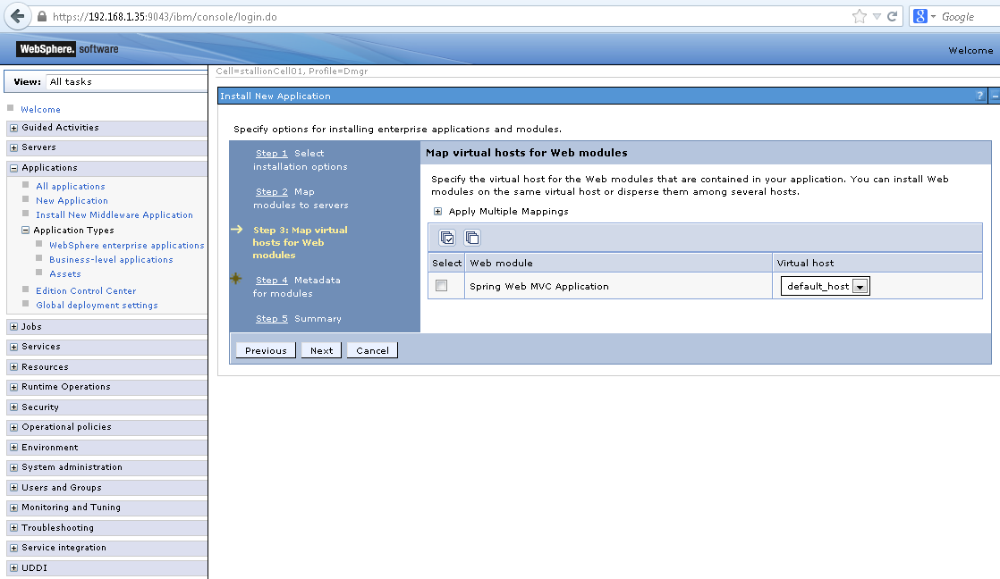 https://192.168.1.35:9043/ibm/console/login.do
Google
WebSphere. software
Welcome
View: All tasks
Cell=stallionCell01, Profile=Dmgr
Welcome
Guided Activities
Servers
Applications
All applications
New Application
Install New Middleware Application
Application Types
WebSphere enterprise applications
Business-level applications
Assets
Edition Control Center
Global deployment settings
Jobs
Services
Resources
Runtime Operations
Security
Operational policies
Environment
System administration
Users and Groups
Monitoring and Tuning
Troubleshooting
Service integration
UDDI
Install New Application
?
Specify options for installing enterprise applications and modules.
Step 1 Select
installation options
Step 2 Map
modules to servers
Step 3: Map virtual
hosts for Web
modules
Step 4 Metadata
for modules
Step 5 Summary
Map virtual hosts for Web modules
Specify the virtual host for the Web modules that are contained in your application. You can install Web
modules on the same virtual host or disperse them among several hosts.
Apply Multiple Mappings
Select Web module Virtual host
Spring Web MVC Application default_host
Previous Next Cancel